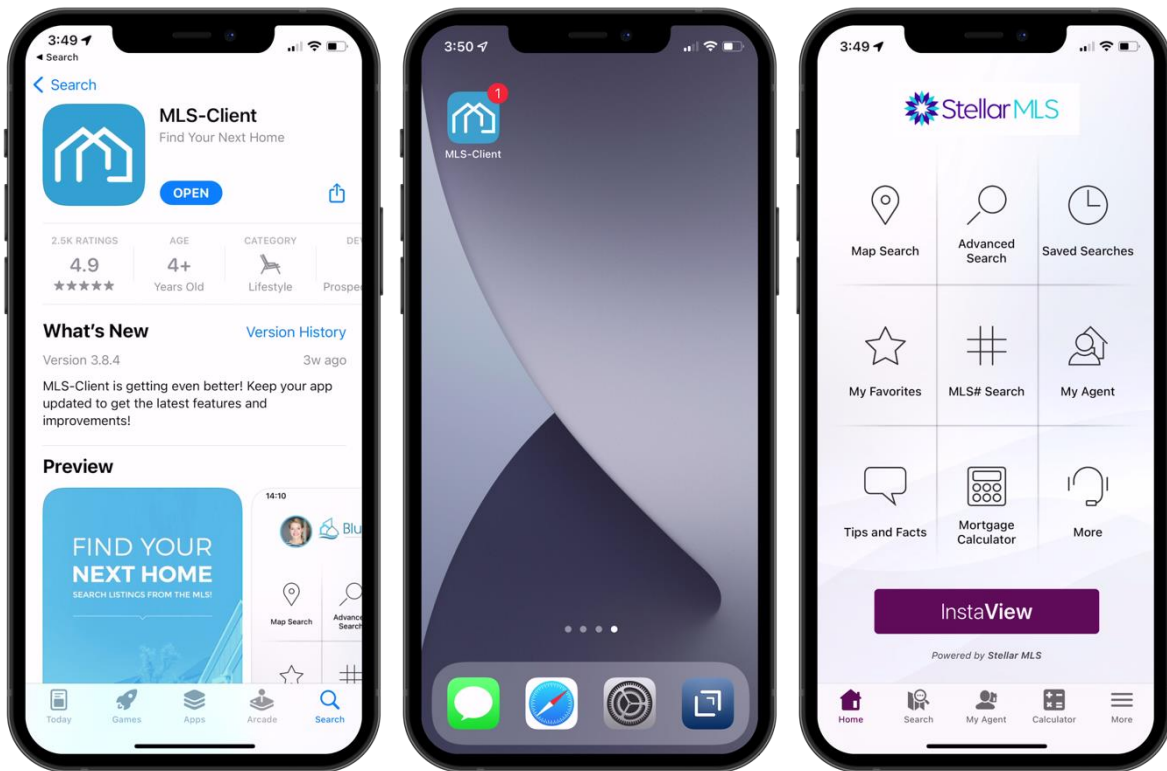 3:49
Search
Search
MLS-Client
Find Your Next Home
OPEN
2.5K RATINGS
AGE
CATEGORY
4.9
4+
★★★★★
Years Old
Lifestyle
What's New
Version History
Version 3.8.4
3w ago
MLS-Client is getting even better! Keep your app
updated to get the latest features and
improvements!
Preview
FIND YOUR
NEXT HOME
SEARCH LISTINGS FROM THE MLS!
14:10
Blu
Map Search
Advance
Search
Today
Games
Apps
Arcade
Search
3:50
1
MLS-Client
3:49
Stellar MLS
Map Search
Advanced
Search
Saved Searches
My Favorites
MLS# Search
My Agent
Tips and Facts
Mortgage
Calculator
More
InstaView
Powered by Stellar MLS
Home
Search
My Agent
Calculator
More